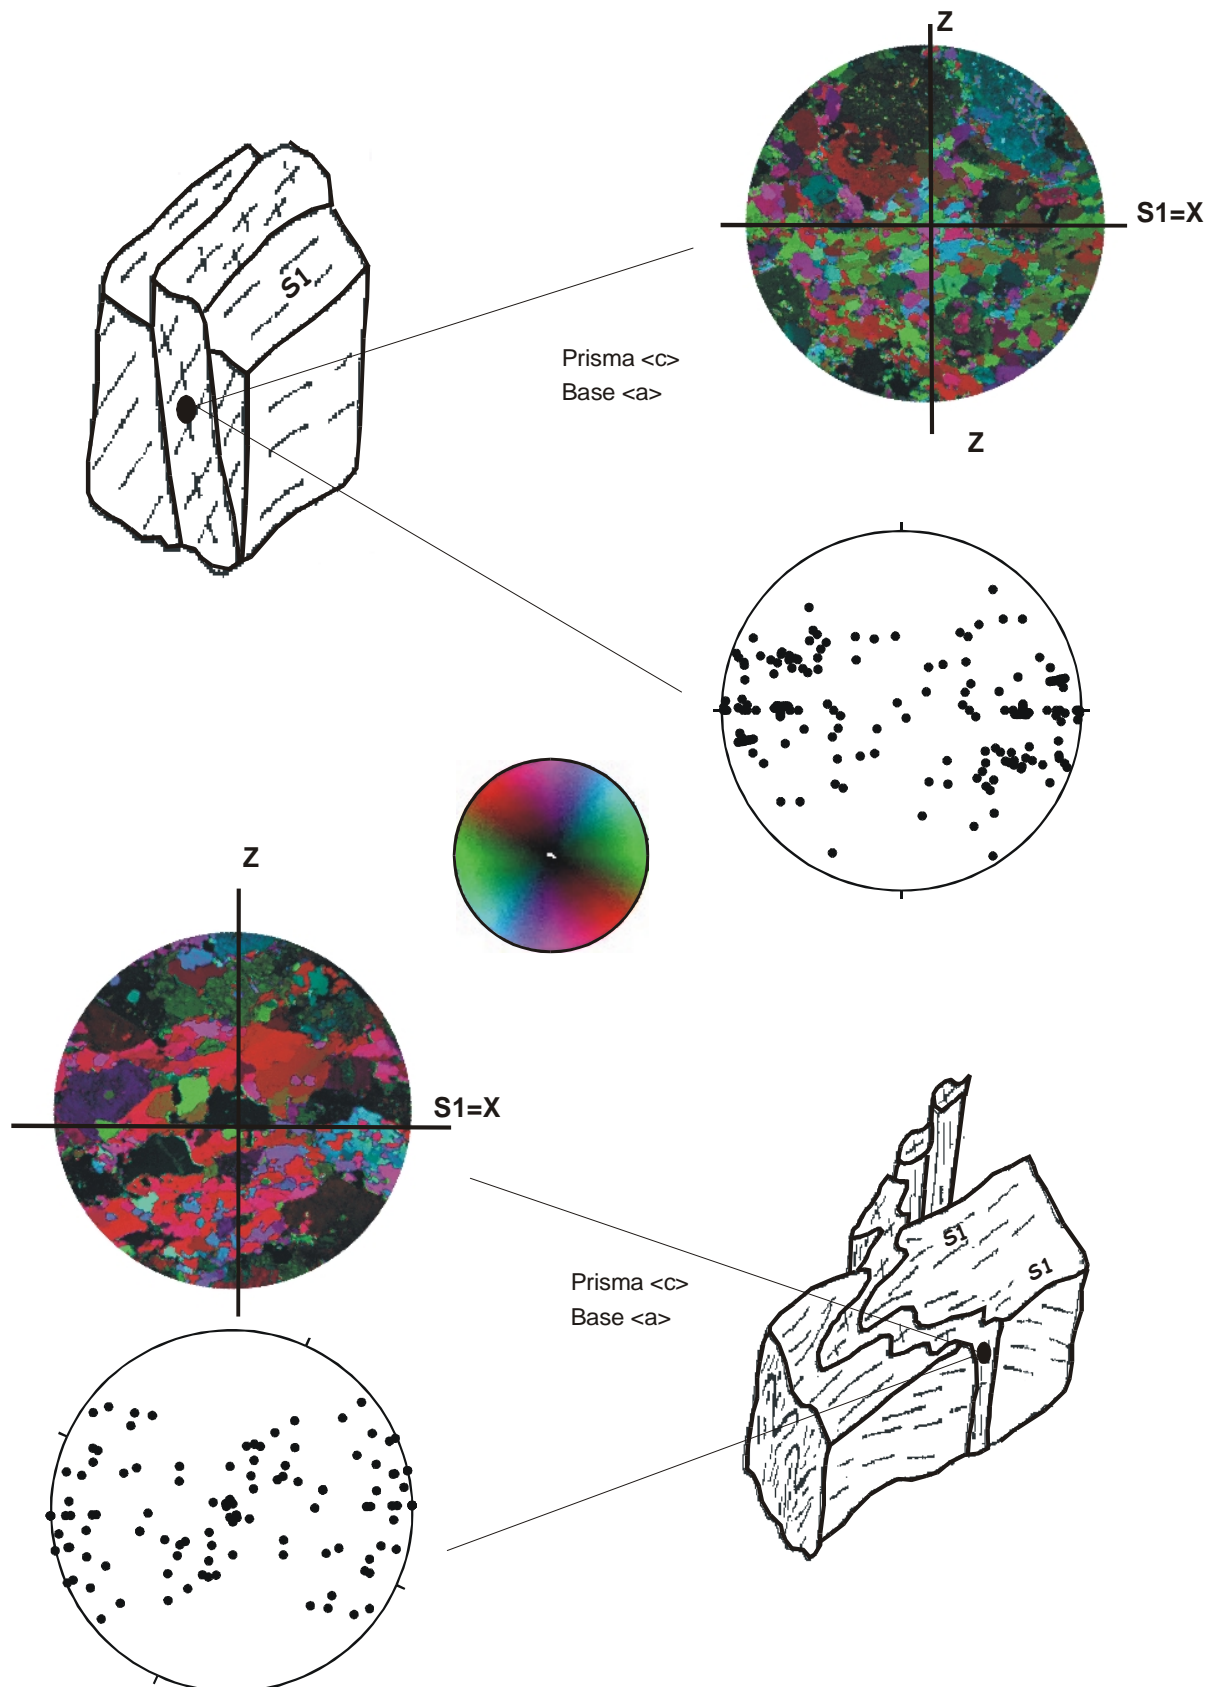 Z
S1=X
S1
Prisma <c>
Base <a>
Z
Z
S1=X
S1
S1
Prisma <c>
Base <a>